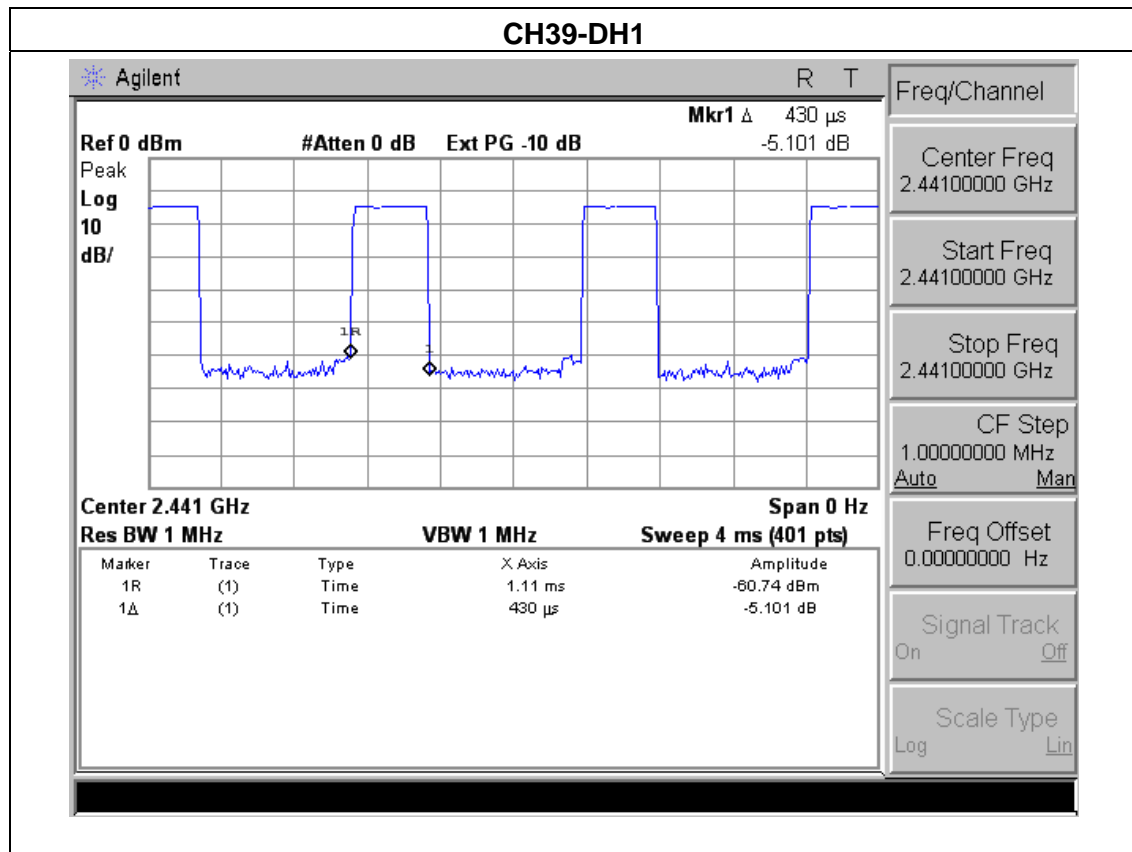 CH39-DH1
Agilent R T
Mkr1 Δ 430 µs
Ref 0 dBm #Atten 0 dB Ext PG -10 dB -5.101 dB
Peak
Log
10
dB/
1R
1
Center 2.441 GHz Span 0 Hz
Res BW 1 MHz VBW 1 MHz Sweep 4 ms (401 pts)
Marker Trace Type X Axis Amplitude
1R (1) Time 1.11 ms -60.74 dBm
1Δ (1) Time 430 µs -5.101 dB
Freq/Channel
Center Freq
2.44100000 GHz
Start Freq
2.44100000 GHz
Stop Freq
2.44100000 GHz
CF Step
1.00000000 MHz
Auto Man
Freq Offset
0.00000000 Hz
Signal Track
On Off
Scale Type
Log Lin